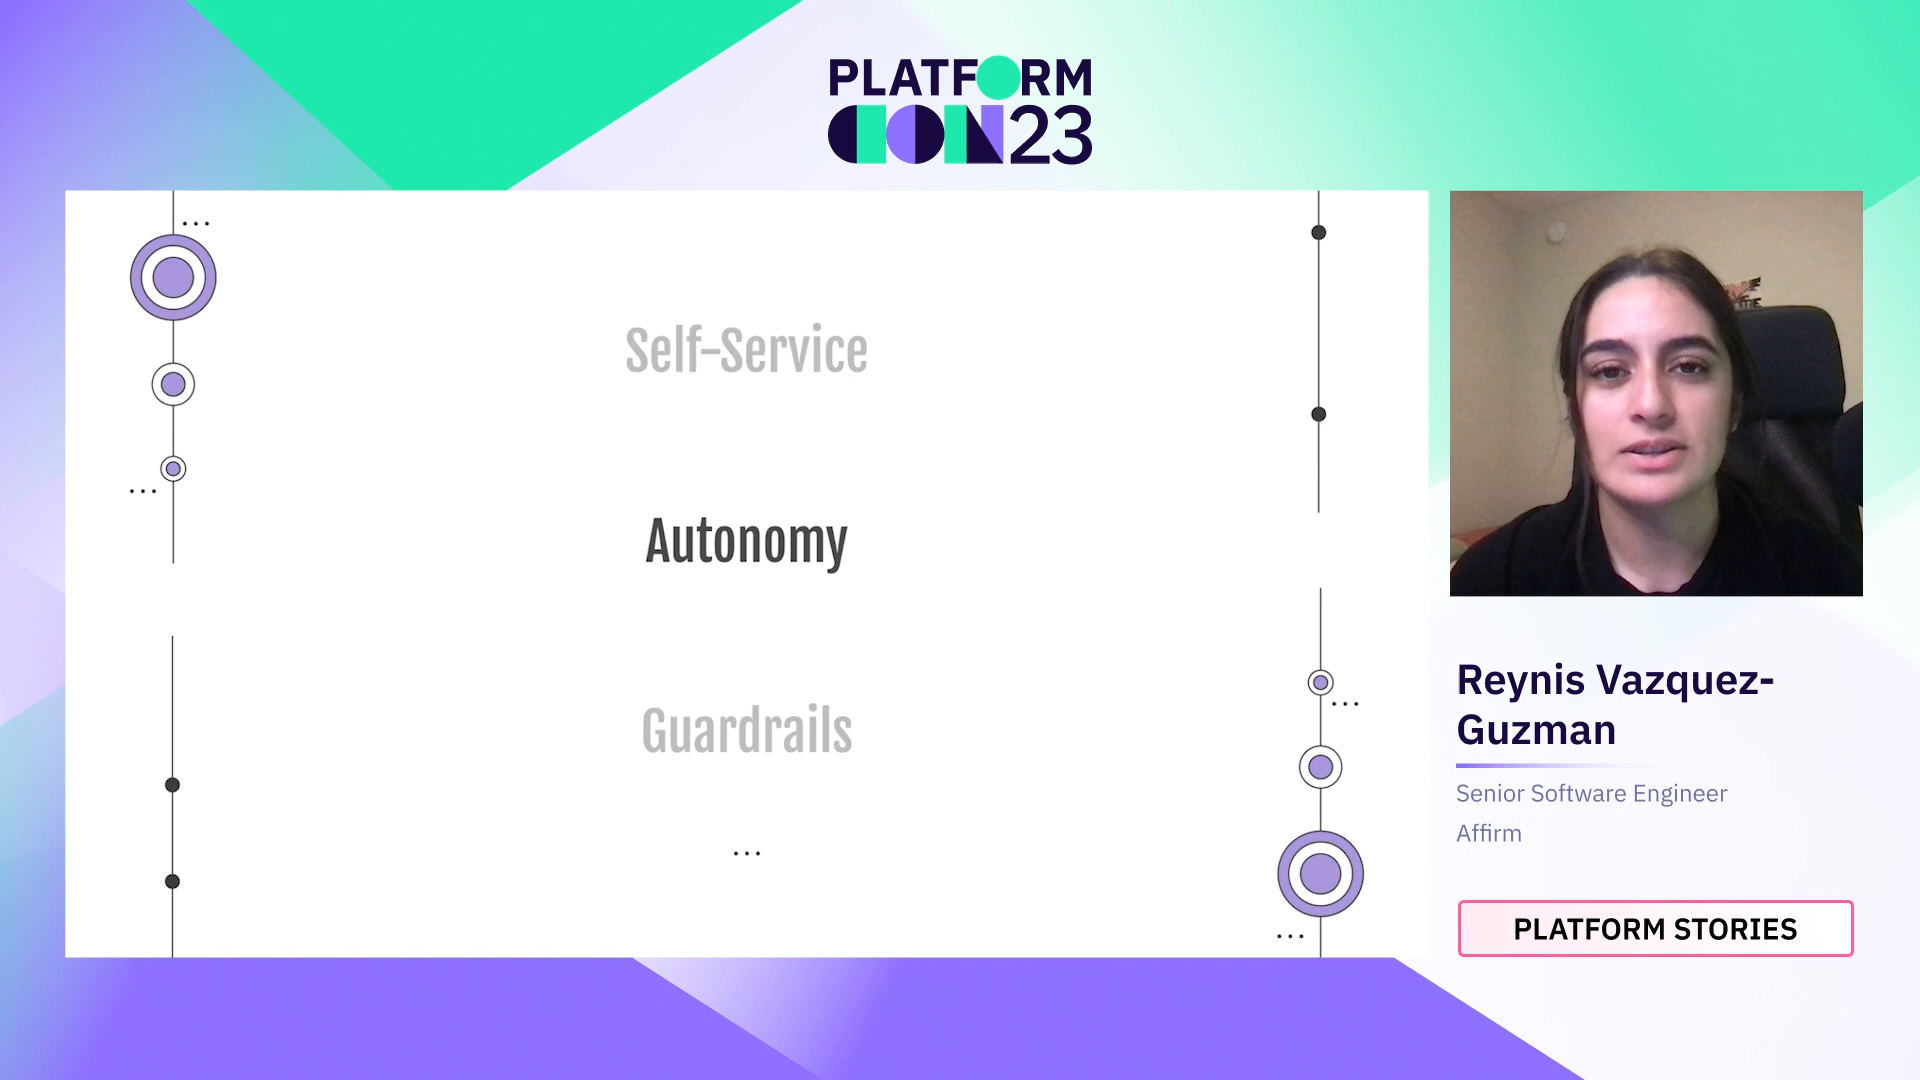 PLATFORM
CON23
Self-Service
Autonomy
Guardrails
...
Reynis Vazquez-
Guzman
Senior Software Engineer
Affirm
PLATFORM STORIES